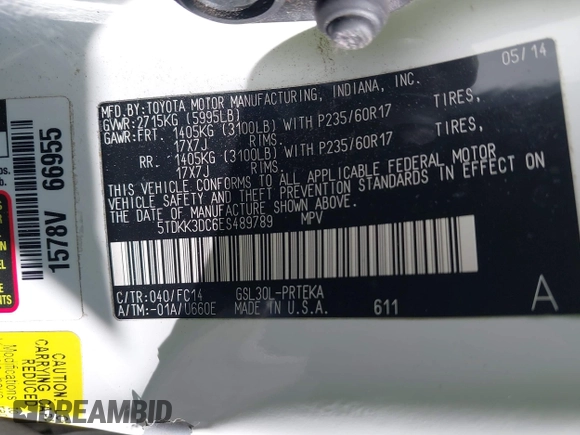 05/14
MFD.BY:TOYOTA MOTOR MANUFACTURING, INDIANA, INC.
GVWR:2715KG (5995LB)
GAWR:FRT. 1405KG (3100LB) WITH P235/60R17 TIRES,
17X7J RIMS.
RR. 1405KG (3100LB) WITH P235/60R17 TIRES,
17X7J RIMS.
THIS VEHICLE CONFORMS TO ALL APPLICABLE FEDERAL MOTOR
VEHICLE SAFETY AND THEFT PREVENTION STANDARDS IN EFFECT
ON THE DATE OF MANUFACTURE SHOWN ABOVE.
5TDKK3DC6ES489789 MPV
C/TR:040/FC14 GSL30L-PRTEKA
A/TM:-01A/U660E MADE IN U.S.A. 611
A
1578V 66955
CAUTION
CARRYING
REDUCED
Modifications
DREAMBID